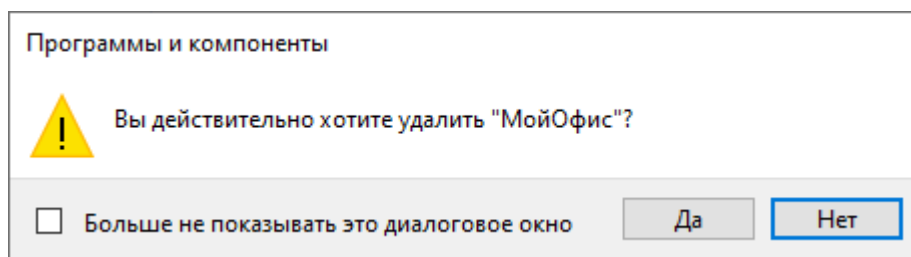 Программы и компоненты
Вы действительно хотите удалить "МойОфис"?
Больше не показывать это диалоговое окно
Да
Нет